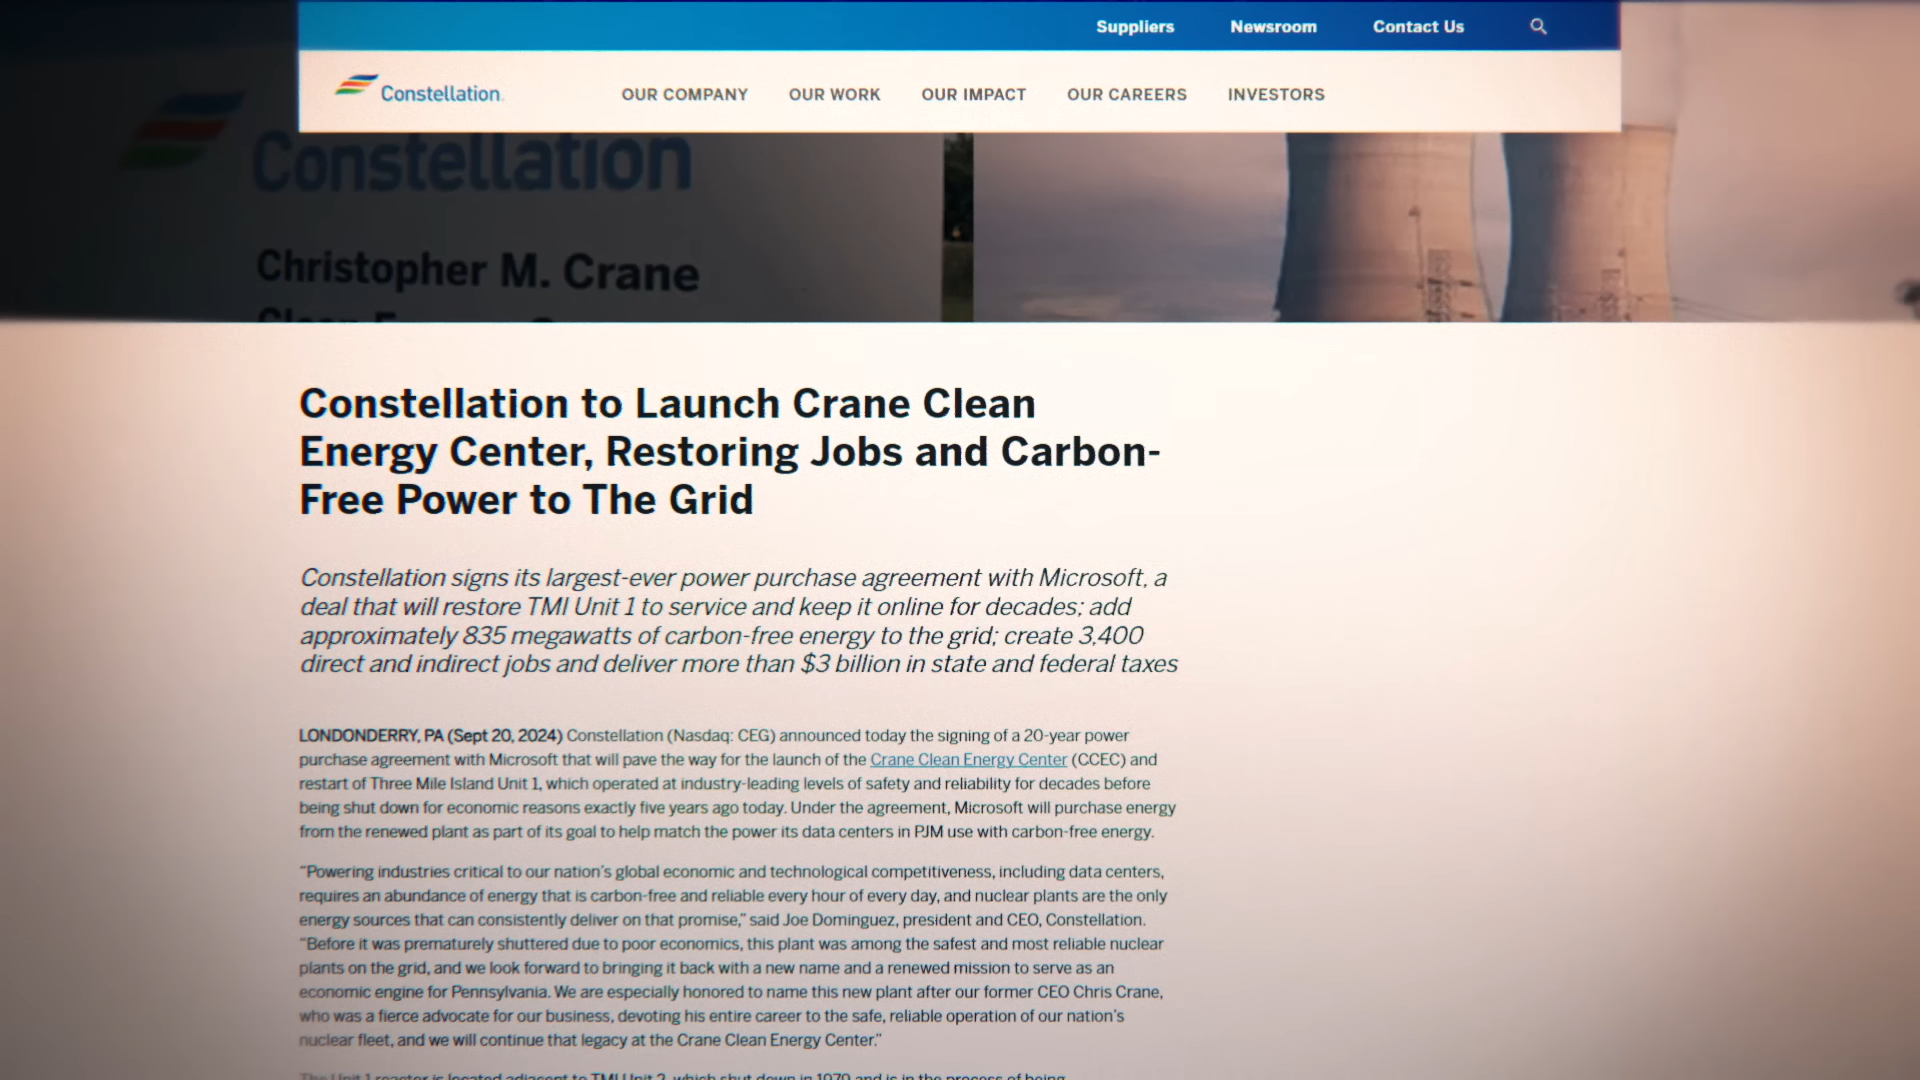 Suppliers Newsroom Contact Us
Constellation
OUR COMPANY OUR WORK OUR IMPACT OUR CAREERS INVESTORS
Constellation
Christopher M. Crane
Constellation to Launch Crane Clean
Energy Center, Restoring Jobs and Carbon-
Free Power to The Grid
Constellation signs its largest-ever power purchase agreement with Microsoft, a
deal that will restore TMI Unit 1 to service and keep it online for decades; add
approximately 835 megawatts of carbon-free energy to the grid; create 3,400
direct and indirect jobs and deliver more than $3 billion in state and federal taxes
LONDONDERRY, PA (Sept 20, 2024) Constellation (Nasdaq: CEG) announced today the signing of a 20-year power
purchase agreement with Microsoft that will pave the way for the launch of the Crane Clean Energy Center (CCEC) and
restart of Three Mile Island Unit 1, which operated at industry-leading levels of safety and reliability for decades before
being shut down for economic reasons exactly five years ago today. Under the agreement, Microsoft will purchase energy
from the renewed plant as part of its goal to help match the power its data centers in PJM use with carbon-free energy.
“Powering industries critical to our nation’s global economic and technological competitiveness, including data centers,
requires an abundance of energy that is carbon-free and reliable every hour of every day, and nuclear plants are the only
energy sources that can consistently deliver on that promise,” said Joe Dominguez, president and CEO, Constellation.
“Before it was prematurely shuttered due to poor economics, this plant was among the safest and most reliable nuclear
plants on the grid, and we look forward to bringing it back with a new name and a renewed mission to serve as an
economic engine for Pennsylvania. We are especially honored to name this new plant after our former CEO Chris Crane,
who was a fierce advocate for our business, devoting his entire career to the safe, reliable operation of our nation’s
nuclear fleet, and we will continue that legacy at the Crane Clean Energy Center.”